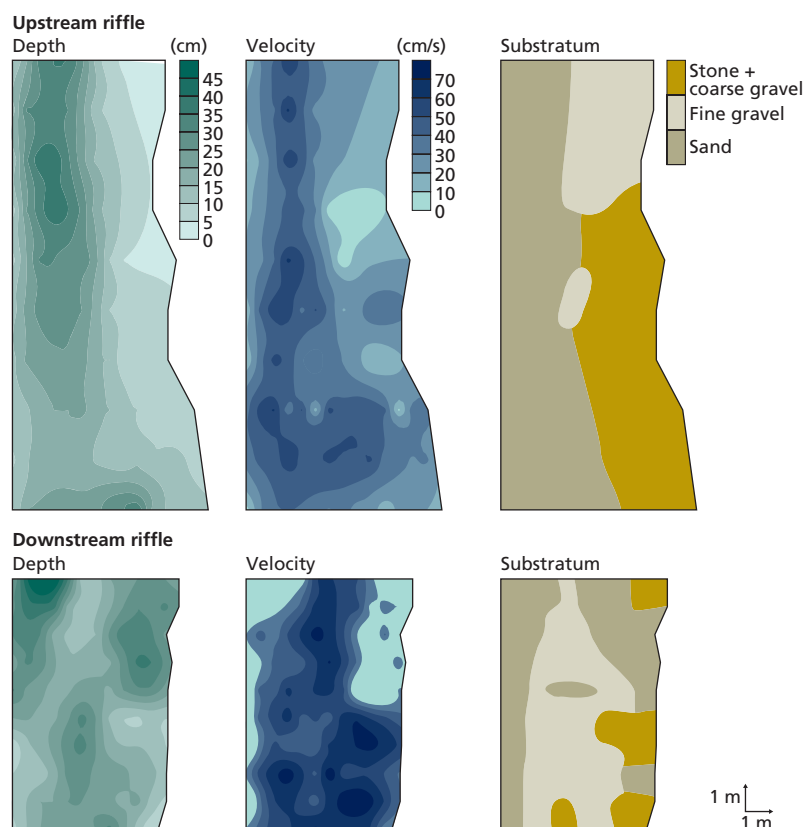 Upstream riffle
Depth (cm)
45
40
35
30
25
20
15
10
5
0
Velocity (cm/s)
70
60
50
40
30
20
10
0
Substratum
Stone +
coarse gravel
Fine gravel
Sand
Downstream riffle
Depth
Velocity
Substratum
1 m
1 m